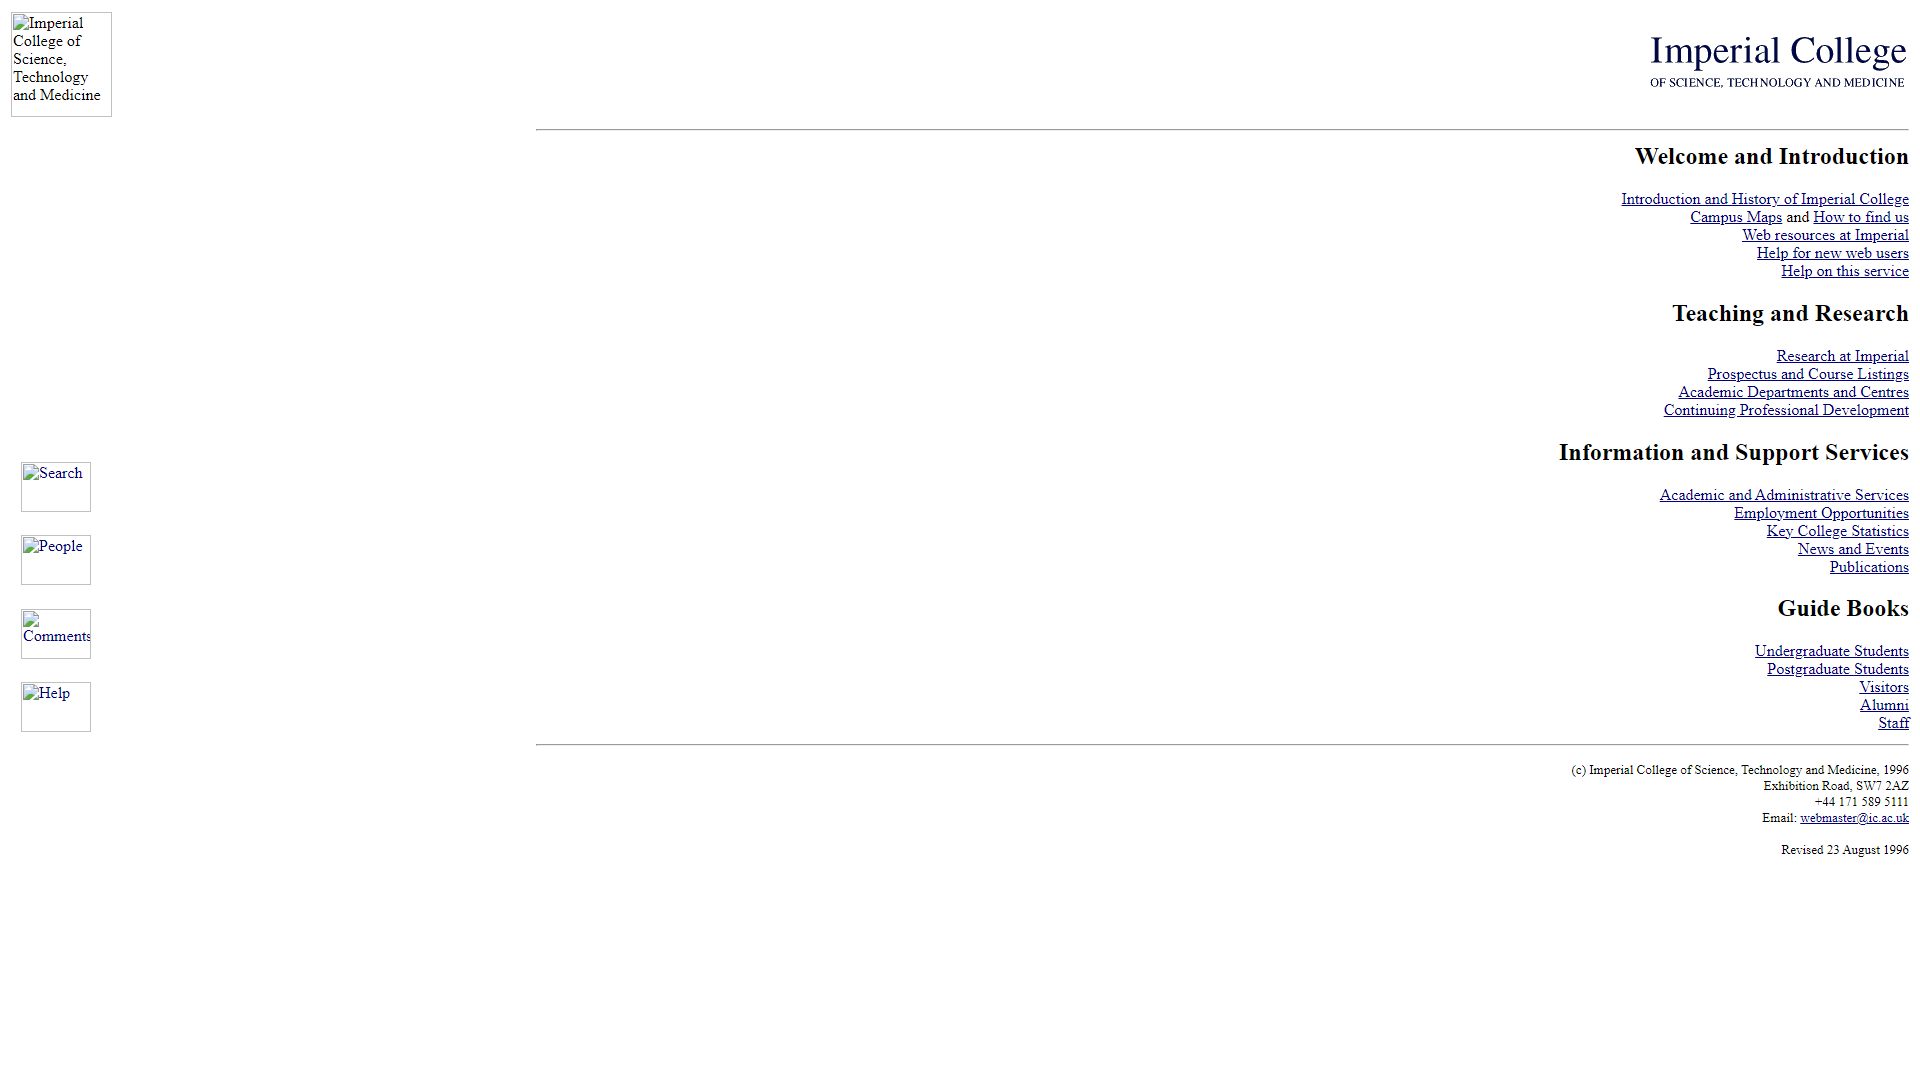 Imperial
College of
Science,
Technology
and Medicine
Imperial College
OF SCIENCE, TECHNOLOGY AND MEDICINE
Welcome and Introduction
Introduction and History of Imperial College
Campus Maps and How to find us
Web resources at Imperial
Help for new web users
Help on this service
Teaching and Research
Research at Imperial
Prospectus and Course Listings
Academic Departments and Centres
Continuing Professional Development
Search
People
Comments
Help
Information and Support Services
Academic and Administrative Services
Employment Opportunities
Key College Statistics
News and Events
Publications
Guide Books
Undergraduate Students
Postgraduate Students
Visitors
Alumni
Staff
(c) Imperial College of Science, Technology and Medicine, 1996
Exhibition Road, SW7 2AZ
+44 171 589 5111
Email: webmaster@ic.ac.uk
Revised 23 August 1996